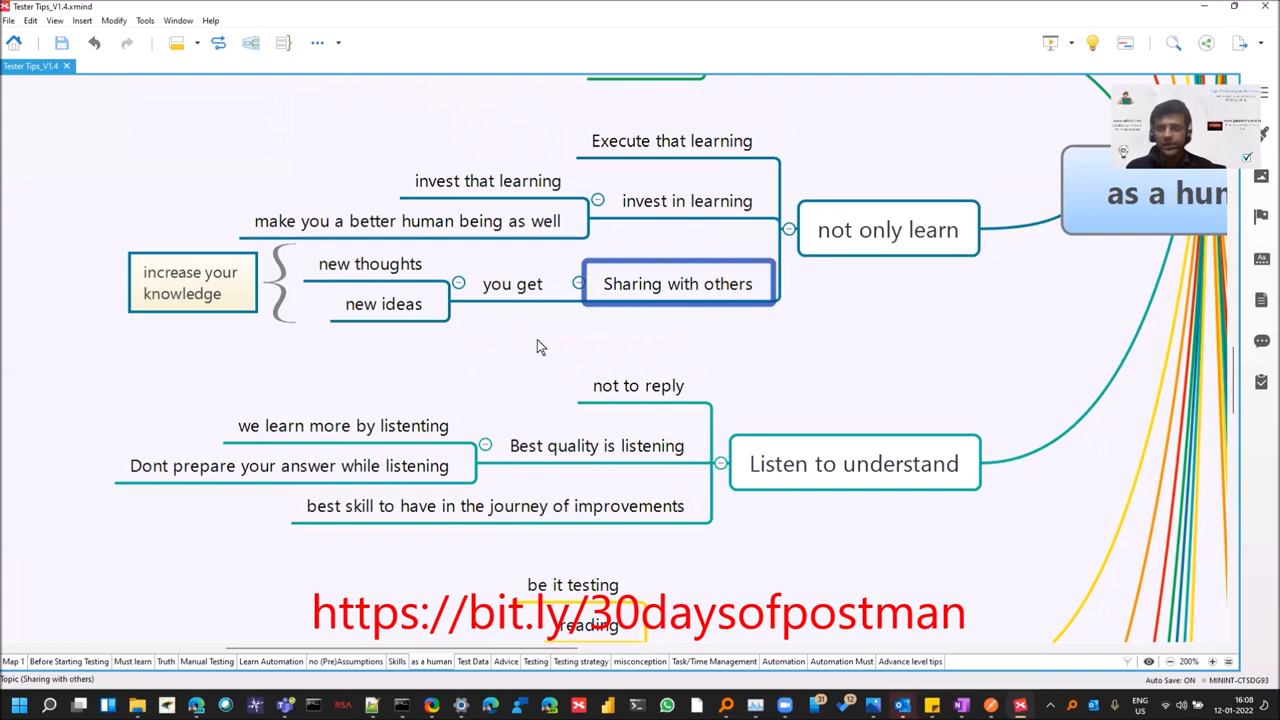 Tester Tips_V1.4.xmind
File Edit View Insert Modify Tools Window Help
Tester Tips_V1.4
Execute that learning
invest that learning
invest in learning
make you a better human being as well
not only learn
as a hum
increase your
knowledge
new thoughts
you get
Sharing with others
new ideas
not to reply
we learn more by listenting
Best quality is listening
Dont prepare your answer while listening
Listen to understand
best skill to have in the journey of improvements
be it testing
reading
https://bit.ly/30daysofpostman
Map 1 Before Starting Testing Must learn Truth Manual Testing Learn Automation no (Pre)Assumptions Skills as a human Test Data Advice Testing Testing strategy misconception Task/Time Management Automation Automation Must Advance level tips
200%
Topic (Sharing with others)
Auto Save: ON MININT-CTSDG93
RSA
31
12
ENG
US
16:08
12-01-2022